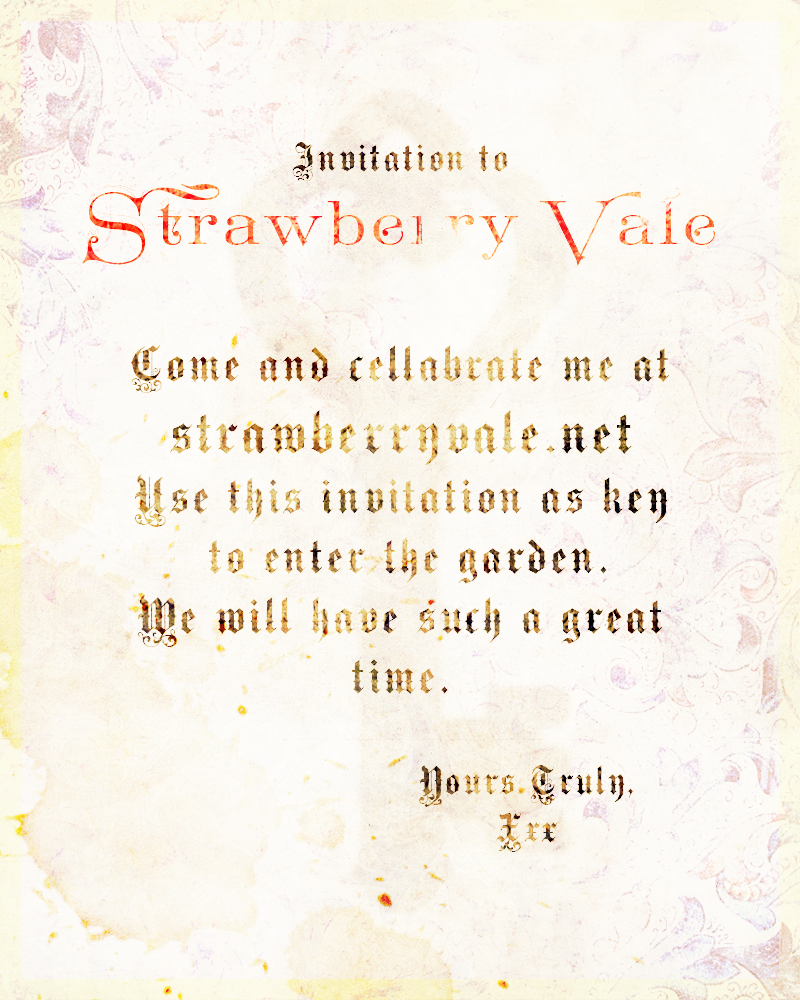 Invitation to
Strawberry Vale
Come and cellabrate me at
strawberryvale.net
Use this invitation as key
to enter the garden.
We will have such a great
time.
Yours.Truly,
Xxx